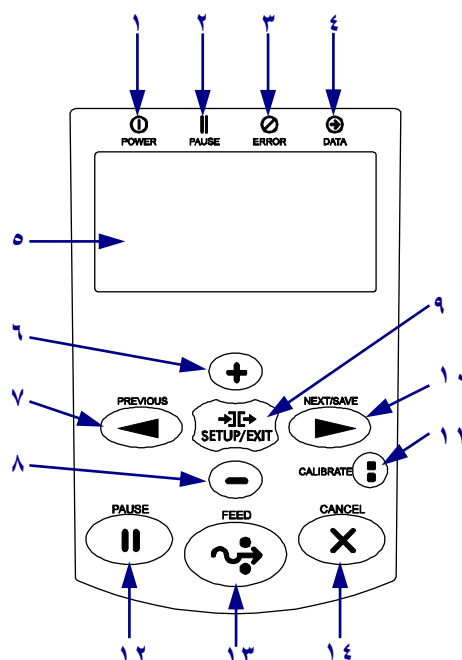 ١ ٢ ٣ ٤
POWER PAUSE ERROR DATA
٥
٩
٦
١٠
PREVIOUS NEXT/SAVE
٧
SETUP/EXIT
١١
٨
CALIBRATE
PAUSE FEED CANCEL
١٢ ١٣ ١٤